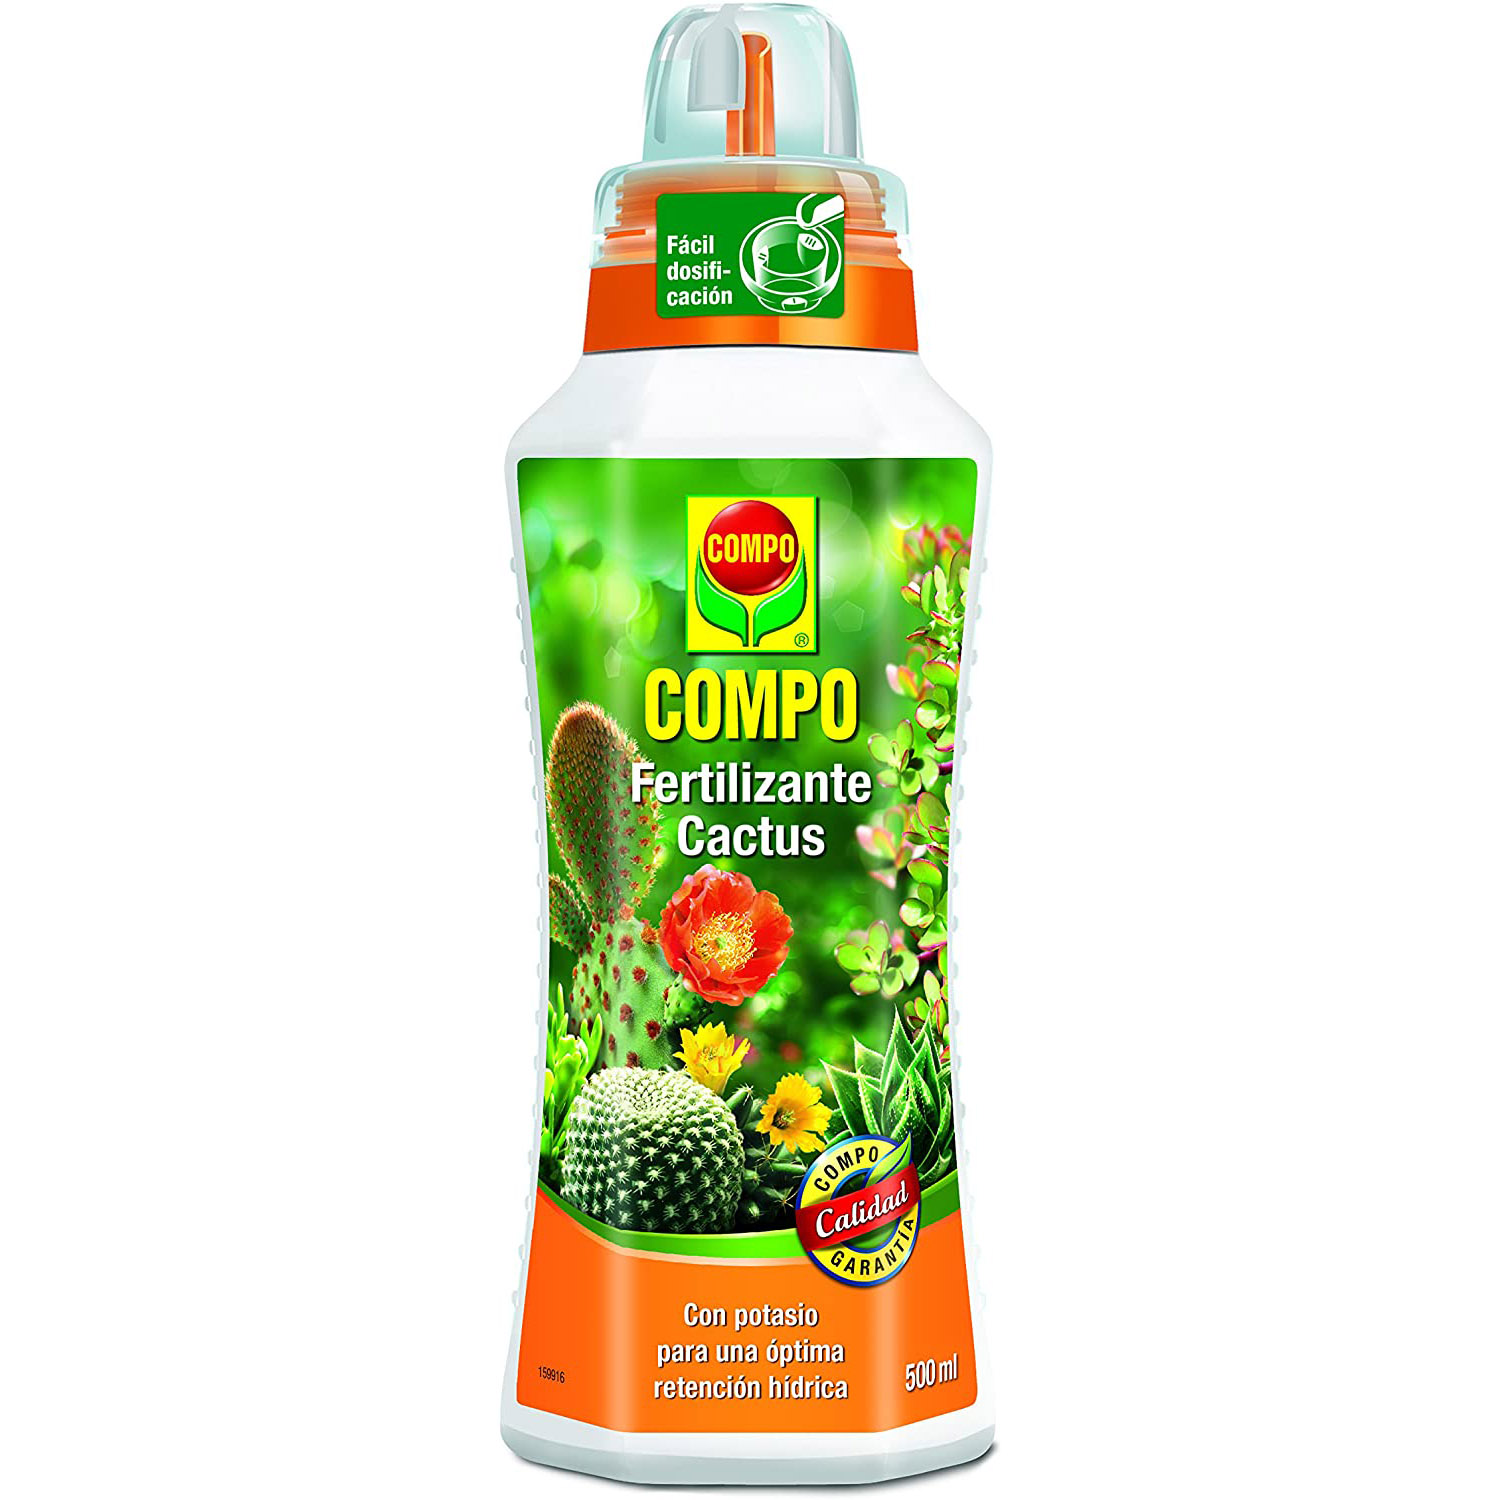 Fácil
dosifi-
cación
COMPO
®
COMPO
Fertilizante
Cactus
COMPO
Calidad
GARANTÍA
Con potasio
para una óptima
retención hídrica
500 ml
159916